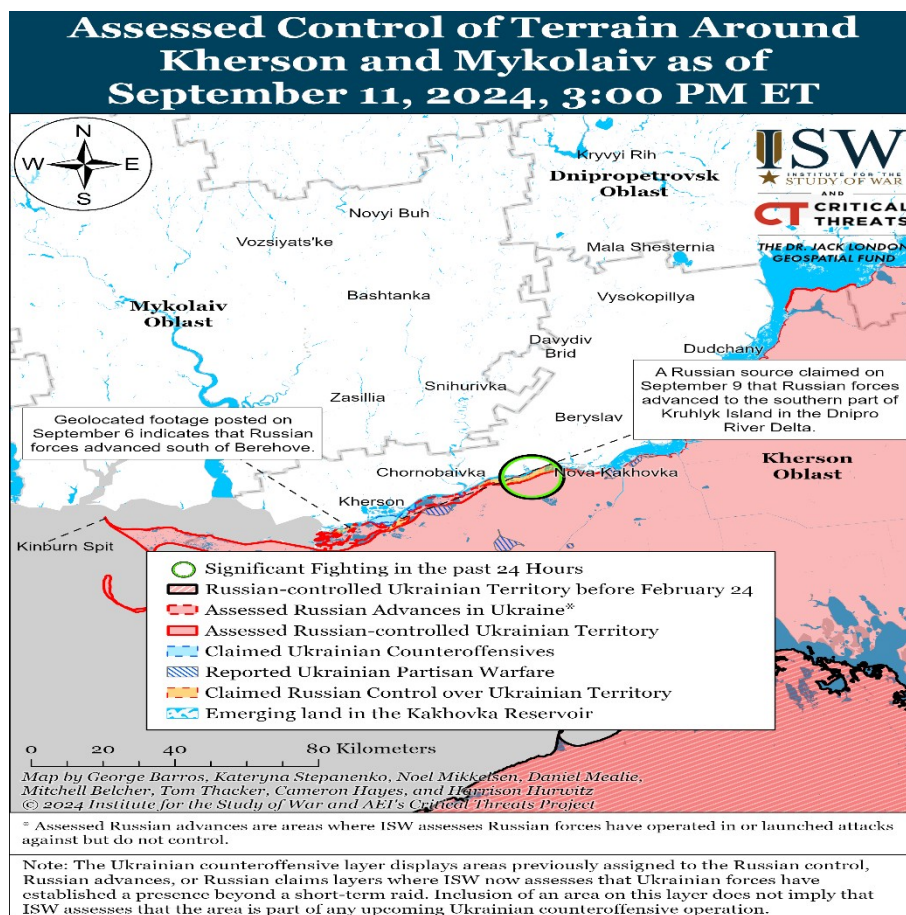 Assessed Control of Terrain Around
Kherson and Mykolaiv as of
September 11, 2024, 3:00 PM ET
N
W E
S
ISW
INSTITUTE FOR THE
STUDY OF WAR
AND
CT CRITICAL
THREATS
THE DR. JACK LONDON
GEOSPATIAL FUND
Kryvyi Rih
Dnipropetrovsk
Oblast
Novyi Buh
Vozsiyats'ke
Mala Shesternia
Bashtanka
Vysokopillya
Mykolaiv
Oblast
Davydiv
Brid
Dudchany
A Russian source claimed on
September 9 that Russian forces
advanced to the southern part of
Kruhlyk Island in the Dnipro
River Delta.
Snihurivka
Zasillia
Beryslav
Geolocated footage posted on
September 6 indicates that Russian
forces advanced south of Berehove.
Chornobaivka
Nova Kakhovka
Kherson
Oblast
Kherson
Kinburn Spit
Significant Fighting in the past 24 Hours
Russian-controlled Ukrainian Territory before February 24
Assessed Russian Advances in Ukraine*
Assessed Russian-controlled Ukrainian Territory
Claimed Ukrainian Counteroffensives
Reported Ukrainian Partisan Warfare
Claimed Russian Control over Ukrainian Territory
Emerging land in the Kakhovka Reservoir
0 20 40 80 Kilometers
Map by George Barros, Kateryna Stepanenko, Noel Mikkelsen, Daniel Mealie,
Mitchell Belcher, Tom Thacker, Cameron Hayes, and Harrison Hurwitz
© 2024 Institute for the Study of War and AEI's Critical Threats Project
* Assessed Russian advances are areas where ISW assesses Russian forces have operated in or launched attacks
against but do not control.
Note: The Ukrainian counteroffensive layer displays areas previously assigned to the Russian control,
Russian advances, or Russian claims layers where ISW now assesses that Ukrainian forces have
established a presence beyond a short-term raid. Inclusion of an area on this layer does not imply that
ISW assesses that the area is part of any upcoming Ukrainian counteroffensive operation.